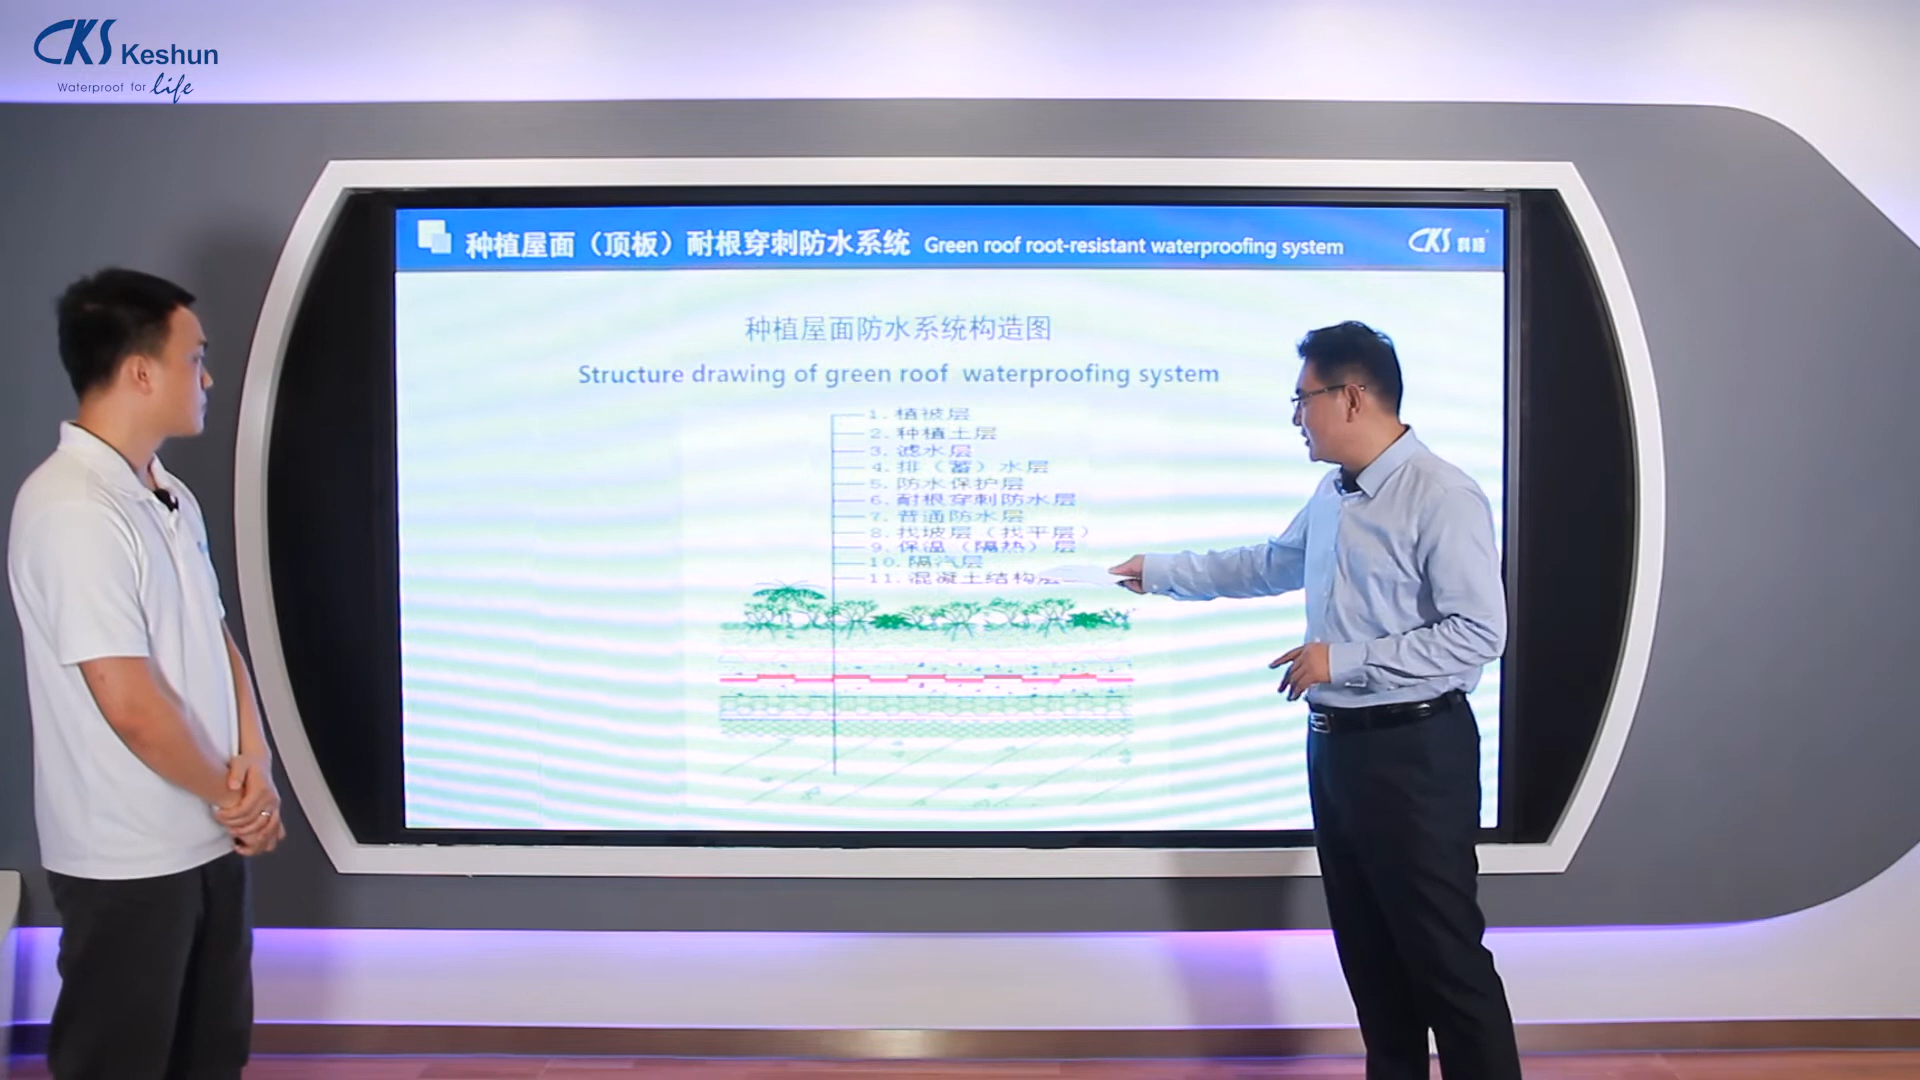 CKS Keshun
Waterproof for life
种植屋面（顶板）耐根穿刺防水系统 Green roof root-resistant waterproofing system
CKS 科顺
种植屋面防水系统构造图
Structure drawing of green roof waterproofing system
1. 植被层
2. 种植土层
3. 滤水层
4. 排（蓄）水层
5. 防水保护层
6. 耐根穿刺防水层
7. 普通防水层
8. 找坡层（找平层）
9. 保温（隔热）层
10. 隔汽层
11. 混凝土结构层